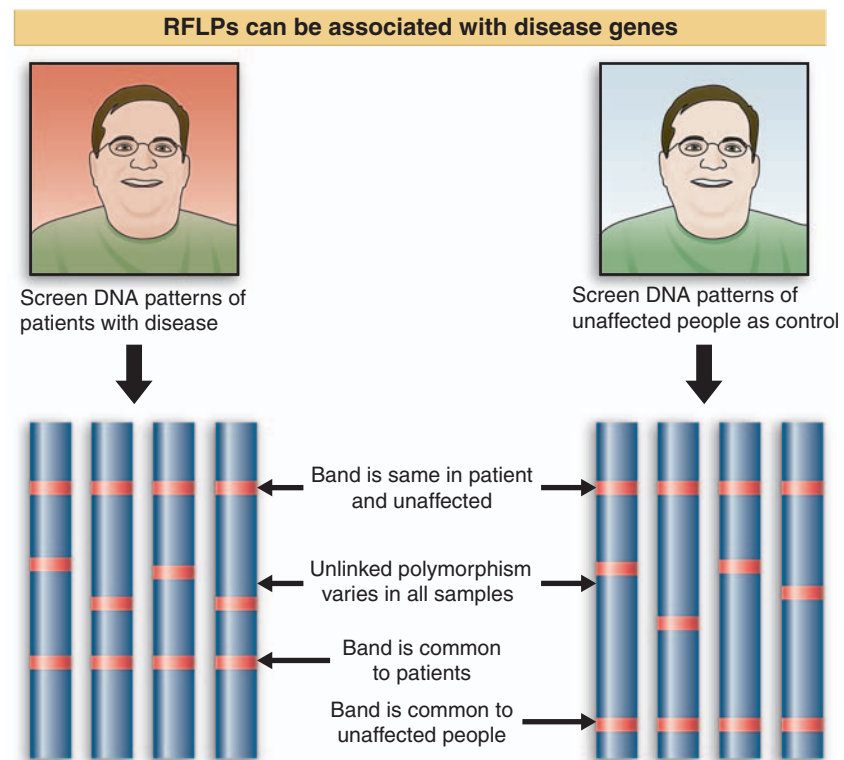 RFLPs can be associated with disease genes
Screen DNA patterns of
patients with disease
Screen DNA patterns of
unaffected people as control
Band is same in patient
and unaffected
Unlinked polymorphism
varies in all samples
Band is common
to patients
Band is common to
unaffected people